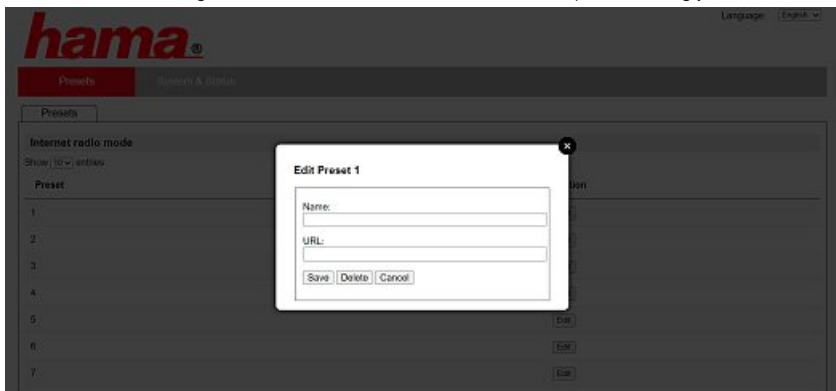 Language: English
hama®
Presets System & Status
Presets
Internet radio mode
Show 10 entries
Preset
Edit Preset 1
Name:
URL:
Save Delete Cancel
1
2
3
4
5 Edit
6 Edit
7 Edit